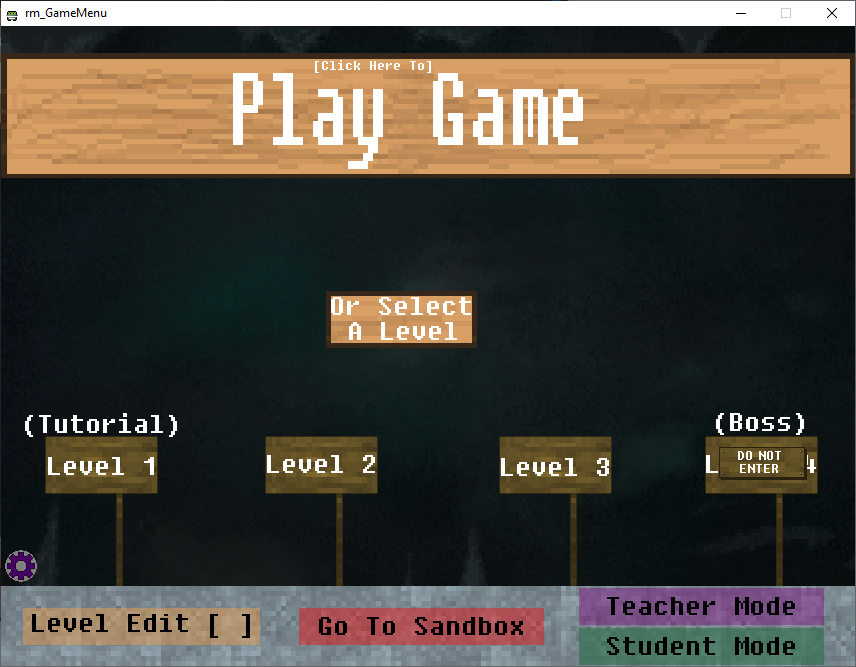 rm_GameMenu
[Click Here To]
Play Game
Or Select
A Level
(Tutorial)
(Boss)
Level 1
Level 2
Level 3
L 4
DO NOT
ENTER
Level Edit [ ]
Go To Sandbox
Teacher Mode
Student Mode